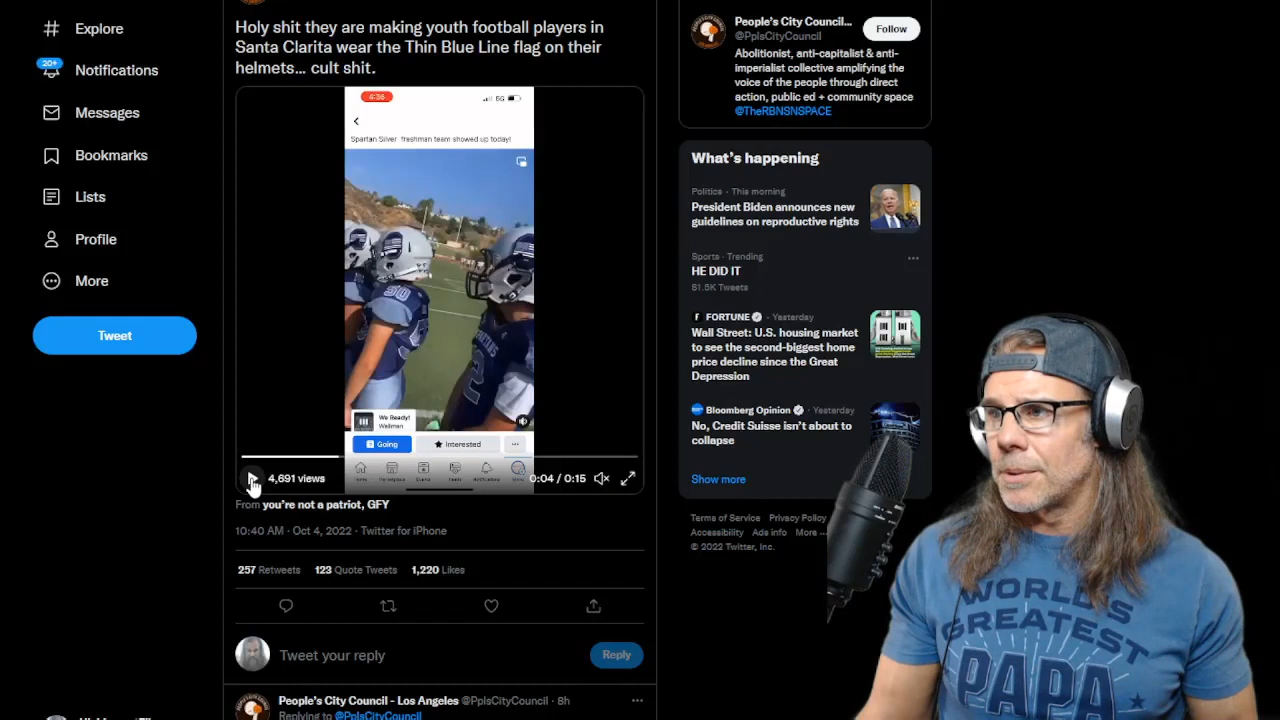 Explore
20+
Notifications
Messages
Bookmarks
Lists
Profile
More
Tweet
Holy shit they are making youth football players in
Santa Clarita wear the Thin Blue Line flag on their
helmets... cult shit.
4:36
5G
Spartan Silver freshman team showed up today!
90
2
We Ready!
Wallman
Going
Interested
4,691 views
0:04 / 0:15
From you're not a patriot, GFY
10:40 AM · Oct 4, 2022 · Twitter for iPhone
257 Retweets 123 Quote Tweets 1,220 Likes
Tweet your reply
Reply
People's City Council - Los Angeles @PplsCityCouncil · 8h
Replying to @PplsCityCouncil
People's City Council...
@PplsCityCouncil
Follow
Abolitionist, anti-capitalist & anti-
imperialist collective amplifying the
voice of the people through direct
action, public ed + community space
@TheRBNSNSPACE
What's happening
Politics · This morning
President Biden announces new
guidelines on reproductive rights
Sports · Trending
HE DID IT
81.5K Tweets
FORTUNE · Yesterday
Wall Street: U.S. housing market
to see the second-biggest home
price decline since the Great
Depression
Bloomberg Opinion · Yesterday
No, Credit Suisse isn't about to
collapse
Show more
Terms of Service Privacy Policy
Accessibility Ads info More
© 2022 Twitter, Inc.
WORLD'S
GREATEST
PAPA